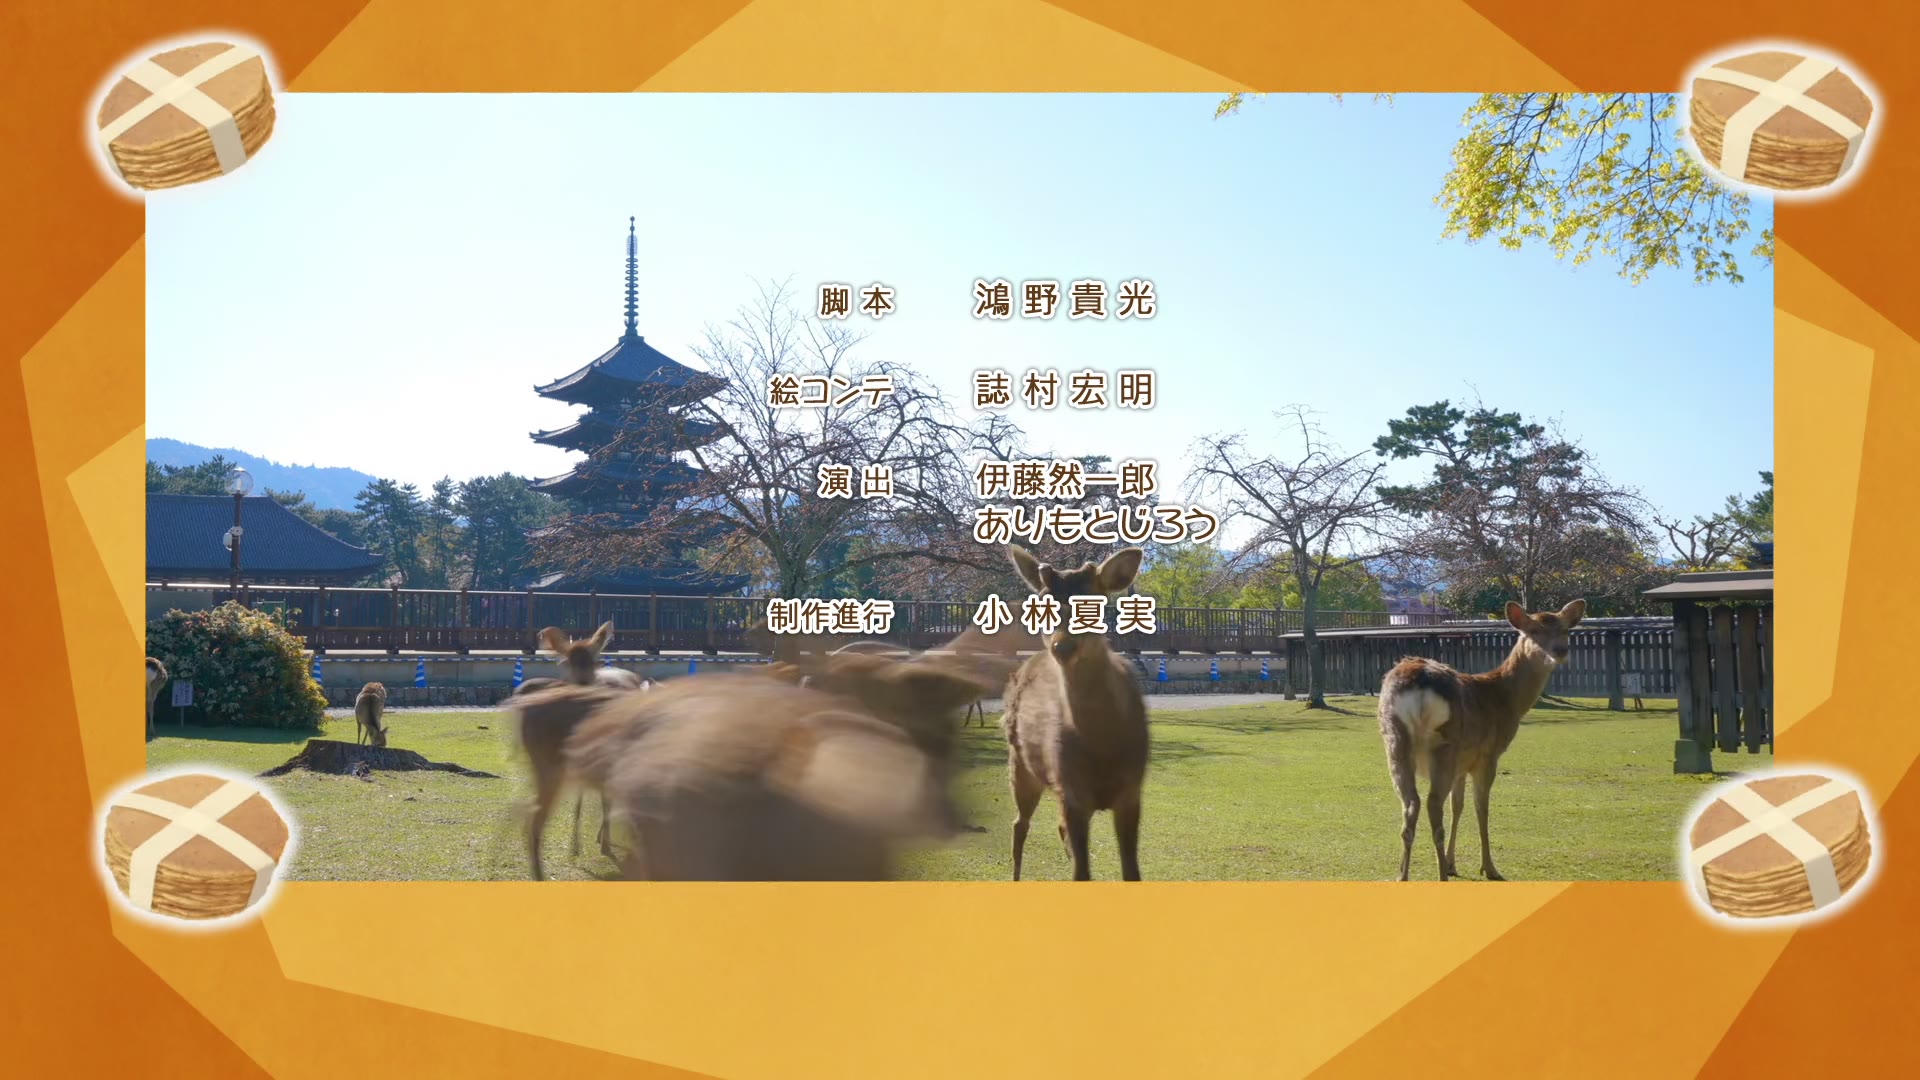 脚本 鴻野貴光
絵コンテ 誌村宏明
演出 伊藤然一郎
ありもとじろう
制作進行 小林夏実